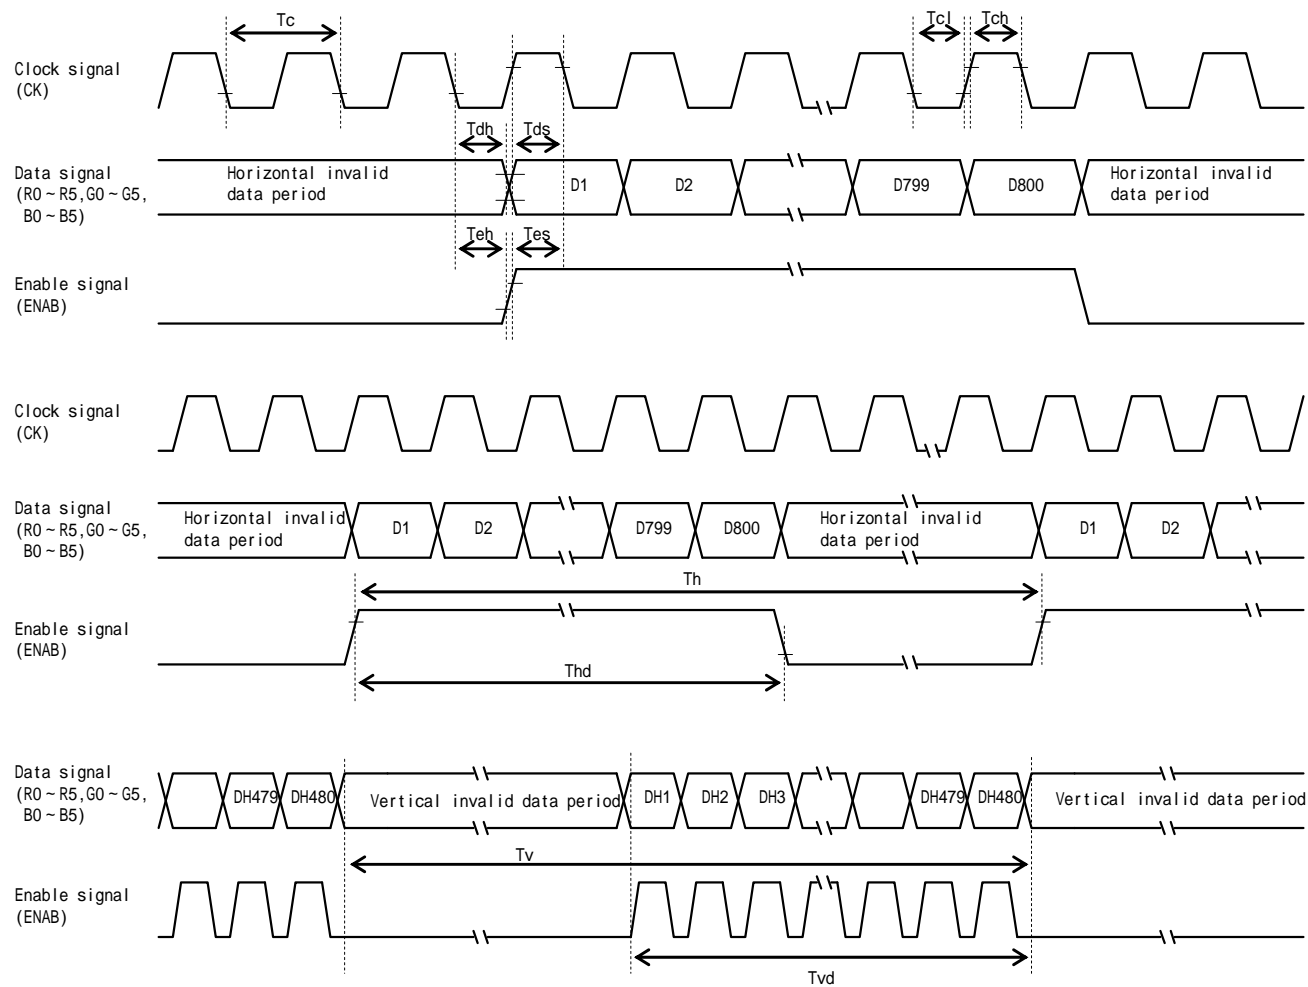 Tc
Tcl
Tch
Clock signal
(CK)
Tdh
Tds
Data signal
(R0~R5,G0~G5,
B0~B5)
Horizontal invalid
data period
D1
D2
D799
D800
Horizontal invalid
data period
Teh
Tes
Enable signal
(ENAB)
Clock signal
(CK)
Data signal
(R0~R5,G0~G5,
B0~B5)
Horizontal invalid
data period
D1
D2
D799
D800
Horizontal invalid
data period
D1
D2
Th
Enable signal
(ENAB)
Thd
Data signal
(R0~R5,G0~G5,
B0~B5)
DH479
DH480
Vertical invalid data period
DH1
DH2
DH3
DH479
DH480
Vertical invalid data period
Tv
Enable signal
(ENAB)
Tvd